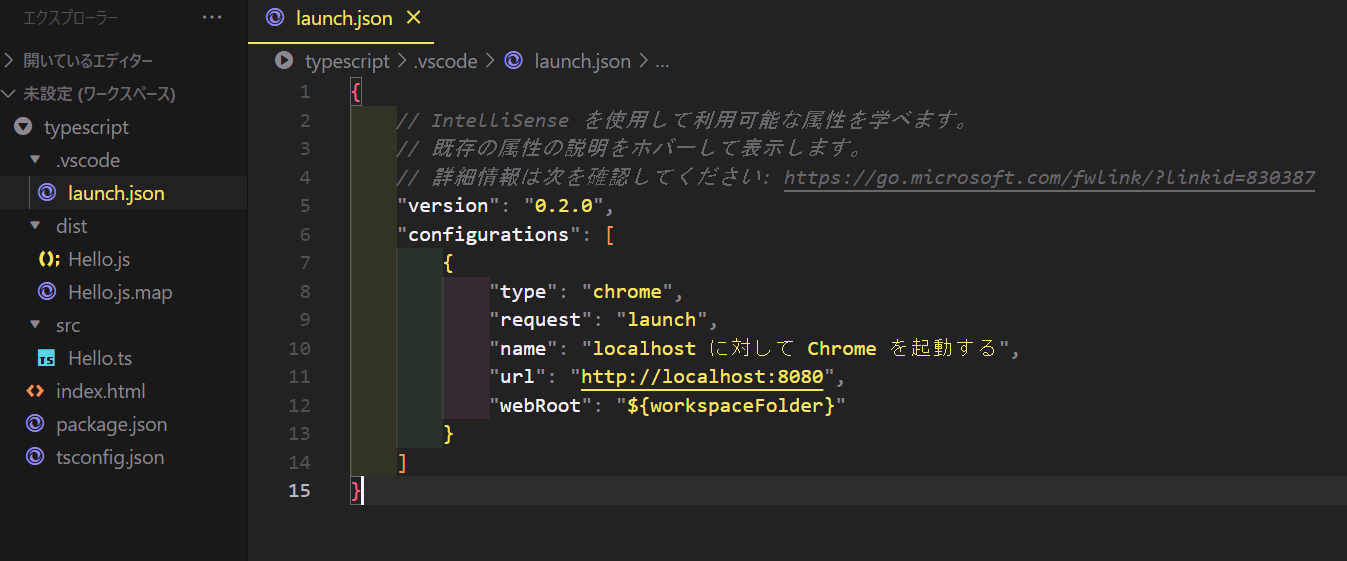 エクスプローラー ...
開いているエディター
未設定 (ワークスペース)
typescript
.vscode
launch.json
dist
Hello.js
Hello.js.map
src
TS Hello.ts
index.html
package.json
tsconfig.json
launch.json
typescript > .vscode > launch.json > ...
1 {
2 // IntelliSense を使用して利用可能な属性を学べます。
3 // 既存の属性の説明をホバーして表示します。
4 // 詳細情報は次を確認してください: https://go.microsoft.com/fwlink/?linkid=830387
5 "version": "0.2.0",
6 "configurations": [
7 {
8 "type": "chrome",
9 "request": "launch",
10 "name": "localhost に対して Chrome を起動する",
11 "url": "http://localhost:8080",
12 "webRoot": "${workspaceFolder}"
13 }
14 ]
15 }